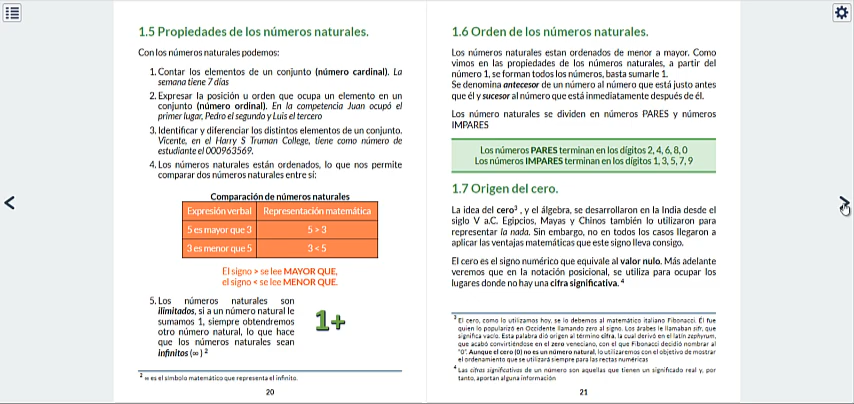 1.5 Propiedades de los números naturales.
Con los números naturales podemos:
1. Contar los elementos de un conjunto (número cardinal). La
semana tiene 7 días
2. Expresar la posición u orden que ocupa un elemento en un
conjunto (número ordinal). En la competencia Juan ocupó el
primer lugar, Pedro el segundo y Luis el tercero
3. Identificar y diferenciar los distintos elementos de un conjunto.
Vicente, en el Harry S Truman College, tiene como número de
estudiante el 000963569.
4. Los números naturales están ordenados, lo que nos permite
comparar dos números naturales entre sí:
Comparación de números naturales
Expresión verbal Representación matemática
5 es mayor que 3 5 > 3
3 es menor que 5 3 < 5
El signo > se lee MAYOR QUE,
el signo < se lee MENOR QUE.
5. Los números naturales son
ilimitados, si a un número natural le
sumamos 1, siempre obtendremos
otro número natural, lo que hace
que los números naturales sean
infinitos (∞) 2
1+
2 ∞ es el símbolo matemático que representa el infinito.
20
1.6 Orden de los números naturales.
Los números naturales estan ordenados de menor a mayor. Como
vimos en las propiedades de los números naturales, a partir del
número 1, se forman todos los números, basta sumarle 1.
Se denomina antecesor de un número al número que está justo antes
que él y sucesor al número que está inmediatamente después de él.
Los número naturales se dividen en números PARES y números
IMPARES
Los números PARES terminan en los dígitos 2, 4, 6, 8, 0
Los números IMPARES terminan en los dígitos 1, 3, 5, 7, 9
1.7 Origen del cero.
La idea del cero3 , y el álgebra, se desarrollaron en la India desde el
siglo V a.C. Egipcios, Mayas y Chinos también lo utilizaron para
representar la nada. Sin embargo, no en todos los casos llegaron a
aplicar las ventajas matemáticas que este signo lleva consigo.
El cero es el signo numérico que equivale al valor nulo. Más adelante
veremos que en la notación posicional, se utiliza para ocupar los
lugares donde no hay una cifra significativa. 4
3 El cero, como lo utilizamos hoy, se lo debemos al matemático italiano Fibonacci. Él fue
quien lo popularizó en Occidente llamando zero al signo. Los árabes le llamaban sifr, que
significa vacío. Esta palabra dió origen al término cifra, la cual derivó en el latín zephyrum,
que acabó convirtiéndose en el zero veneciano, con el que Fibonacci decidió nombrar al
"0". Aunque el cero (0) no es un número natural, lo utilizaremos con el objetivo de mostrar
el ordenamiento que se utilizará siempre para las rectas numéricas
4 Las cifras significativas de un número son aquellas que tienen un significado real y, por
tanto, aportan alguna información
21